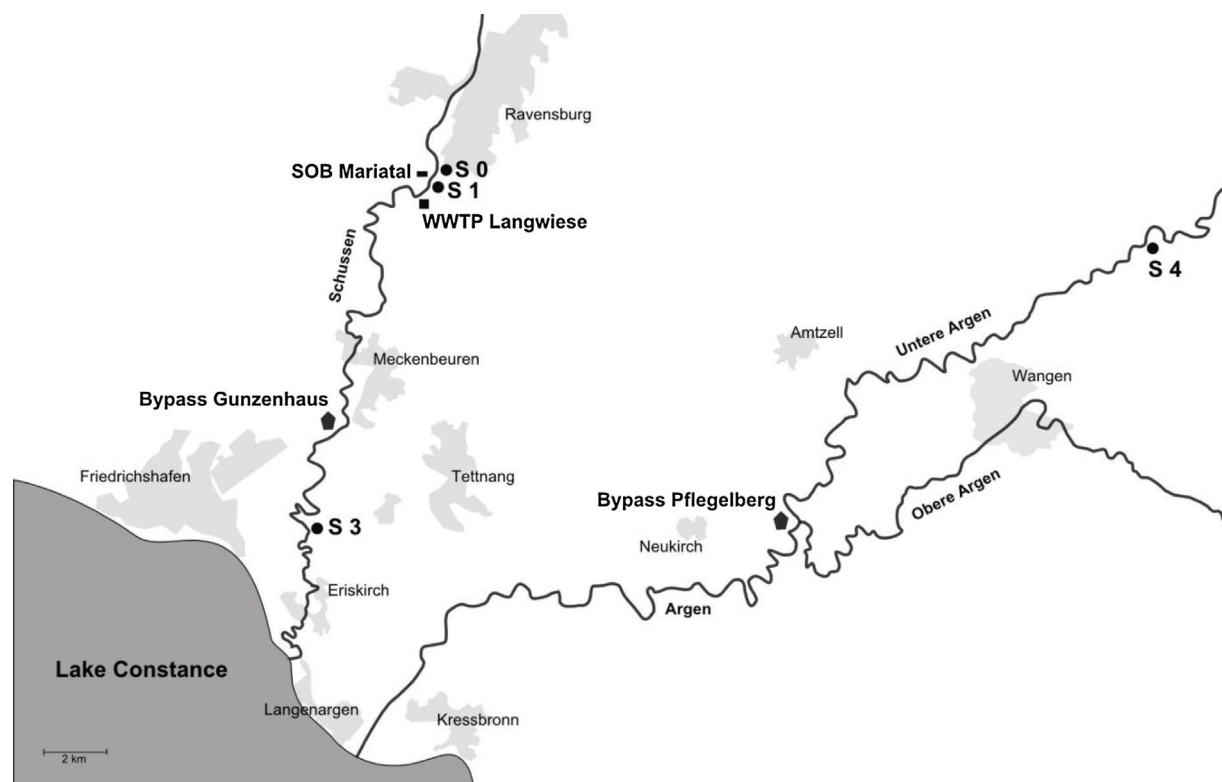 Ravensburg
SOB Mariatal
S 0
S 1
WWTP Langwiese
Schussen
S 4
Untere Argen
Amtzell
Meckenbeuren
Wangen
Bypass Gunzenhaus
Friedrichshafen
Tettnang
Obere Argen
Bypass Pflegelberg
S 3
Neukirch
Eriskirch
Argen
Lake Constance
Langenargen
Kressbronn
2 km